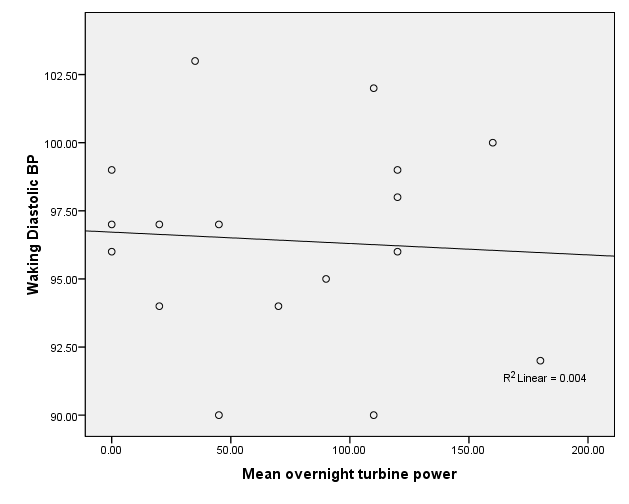 Waking Diastolic BP
102.50
100.00
97.50
95.00
92.50
90.00
R2 Linear = 0.004
0.00 50.00 100.00 150.00 200.00
Mean overnight turbine power